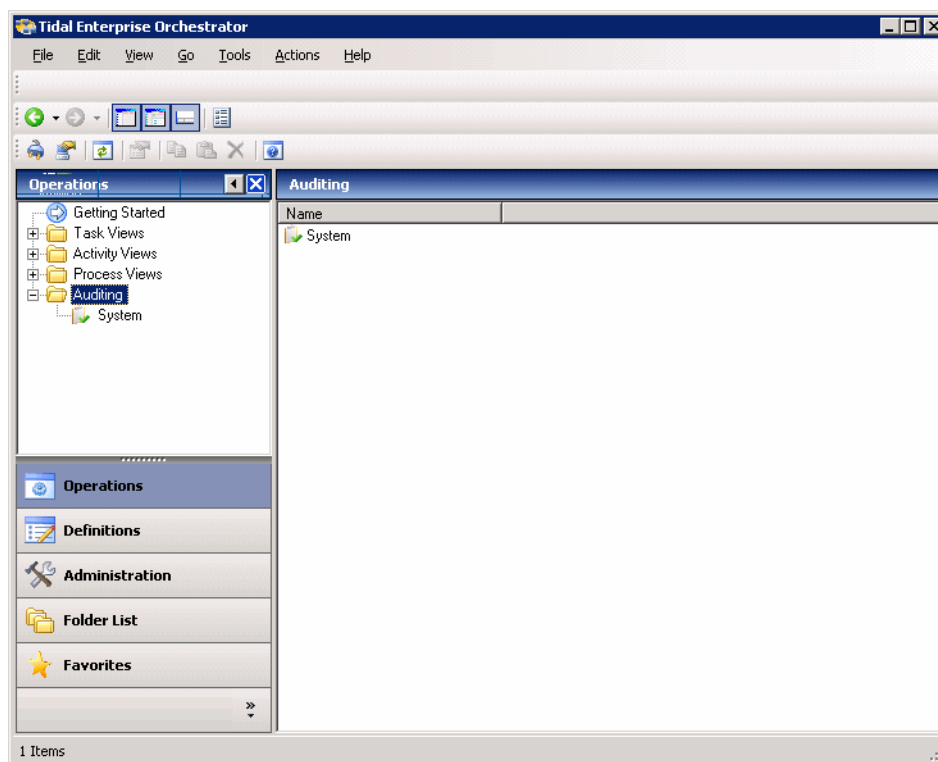 Tidal Enterprise Orchestrator
File Edit View Go Tools Actions Help
Operations
Auditing
Getting Started
Task Views
Activity Views
Process Views
Auditing
System
Name
System
Operations
Definitions
Administration
Folder List
Favorites
1 Items